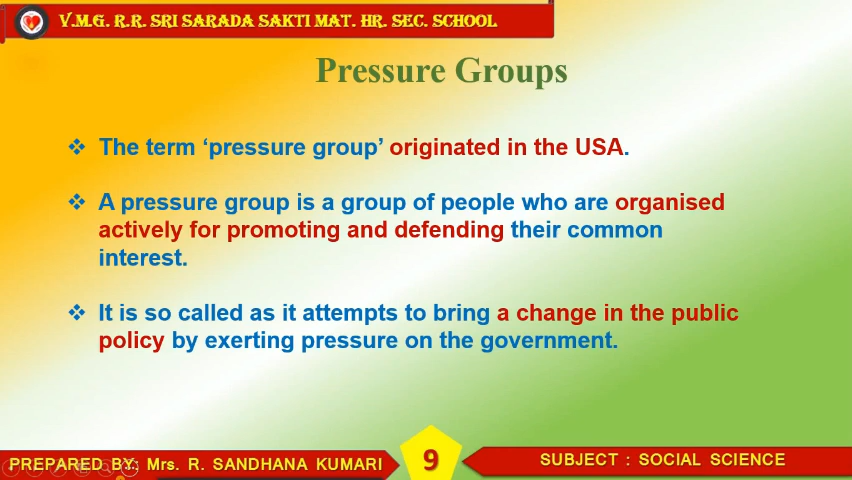 V.M.G. R.R. SRI SARADA SAKTI MAT. HR. SEC. SCHOOL
Pressure Groups
❖ The term ‘pressure group’ originated in the USA.
❖ A pressure group is a group of people who are organised
actively for promoting and defending their common
interest.
❖ It is so called as it attempts to bring a change in the public
policy by exerting pressure on the government.
PREPARED BY: Mrs. R. SANDHANA KUMARI
9
SUBJECT : SOCIAL SCIENCE